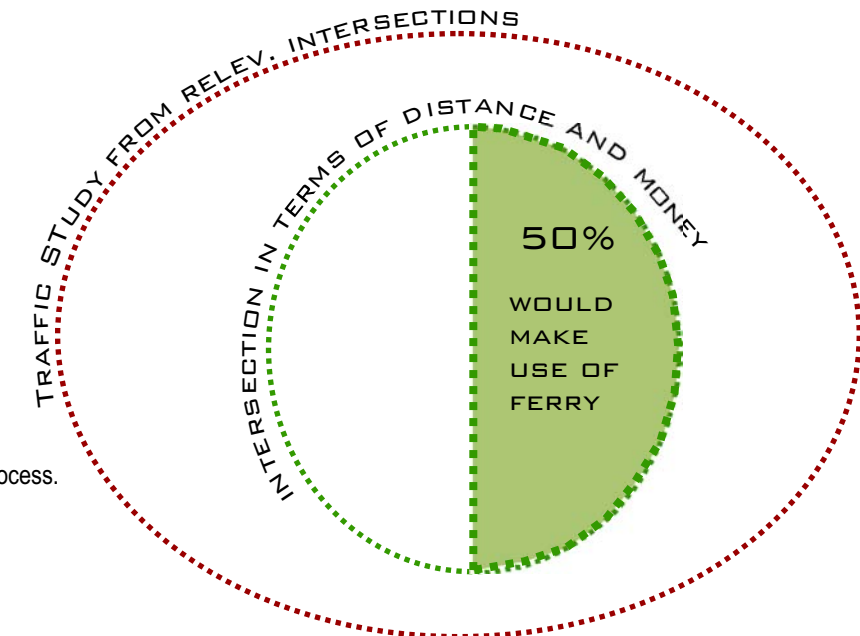 TRAFFIC STUDY FROM RELEV. INTERSECTIONS
INTERSECTION IN TERMS OF DISTANCE AND MONEY
50%
WOULD
MAKE
USE OF
FERRY
ocess.